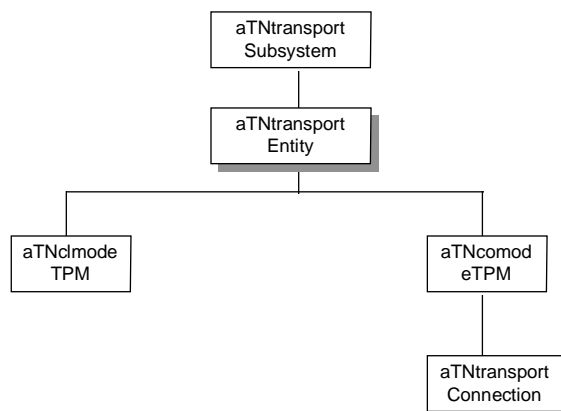 aTNtransport
Subsystem
aTNtransport
Entity
aTNclmode
TPM
aTNcomod
eTPM
aTNtransport
Connection